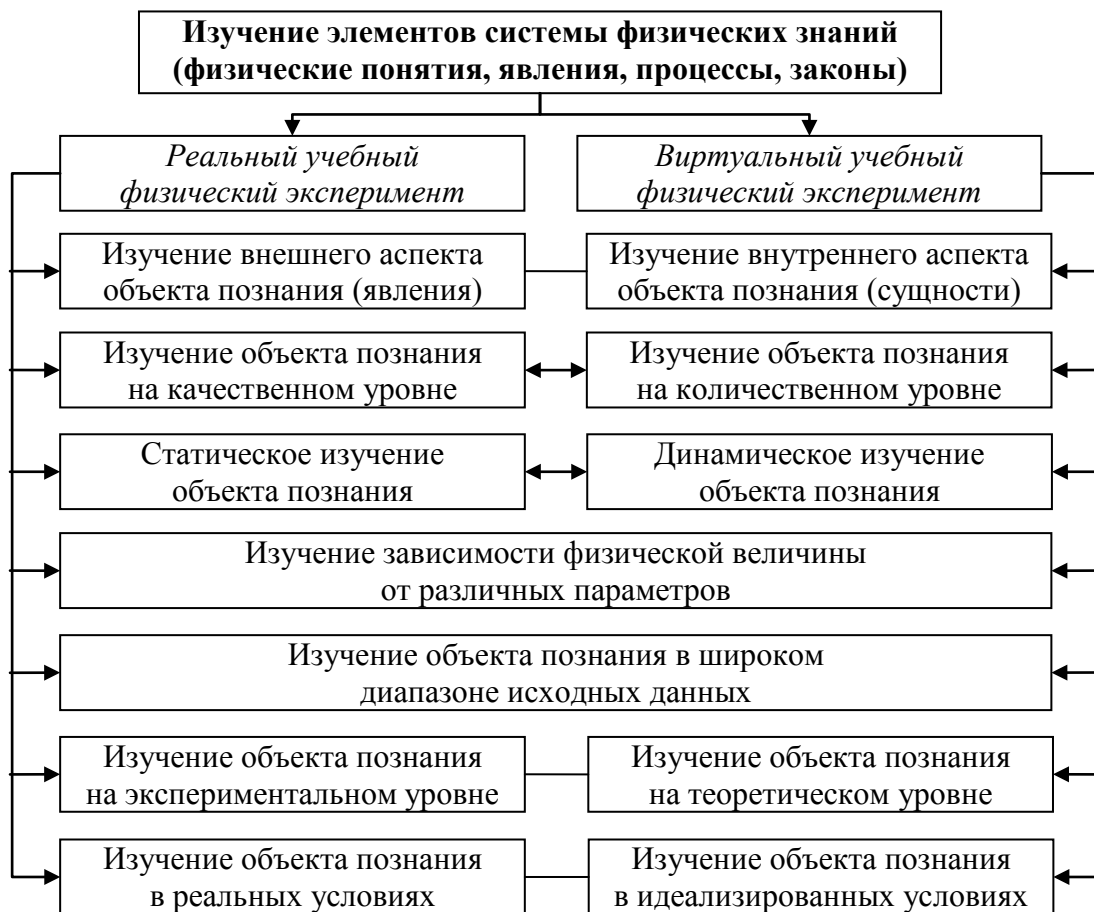 Изучение элементов системы физических знаний
(физические понятия, явления, процессы, законы)
Реальный учебный
физический эксперимент
Виртуальный учебный
физический эксперимент
Изучение внешнего аспекта
объекта познания (явления)
Изучение внутреннего аспекта
объекта познания (сущности)
Изучение объекта познания
на качественном уровне
Изучение объекта познания
на количественном уровне
Статическое изучение
объекта познания
Динамическое изучение
объекта познания
Изучение зависимости физической величины
от различных параметров
Изучение объекта познания в широком
диапазоне исходных данных
Изучение объекта познания
на экспериментальном уровне
Изучение объекта познания
на теоретическом уровне
Изучение объекта познания
в реальных условиях
Изучение объекта познания
в идеализированных условиях